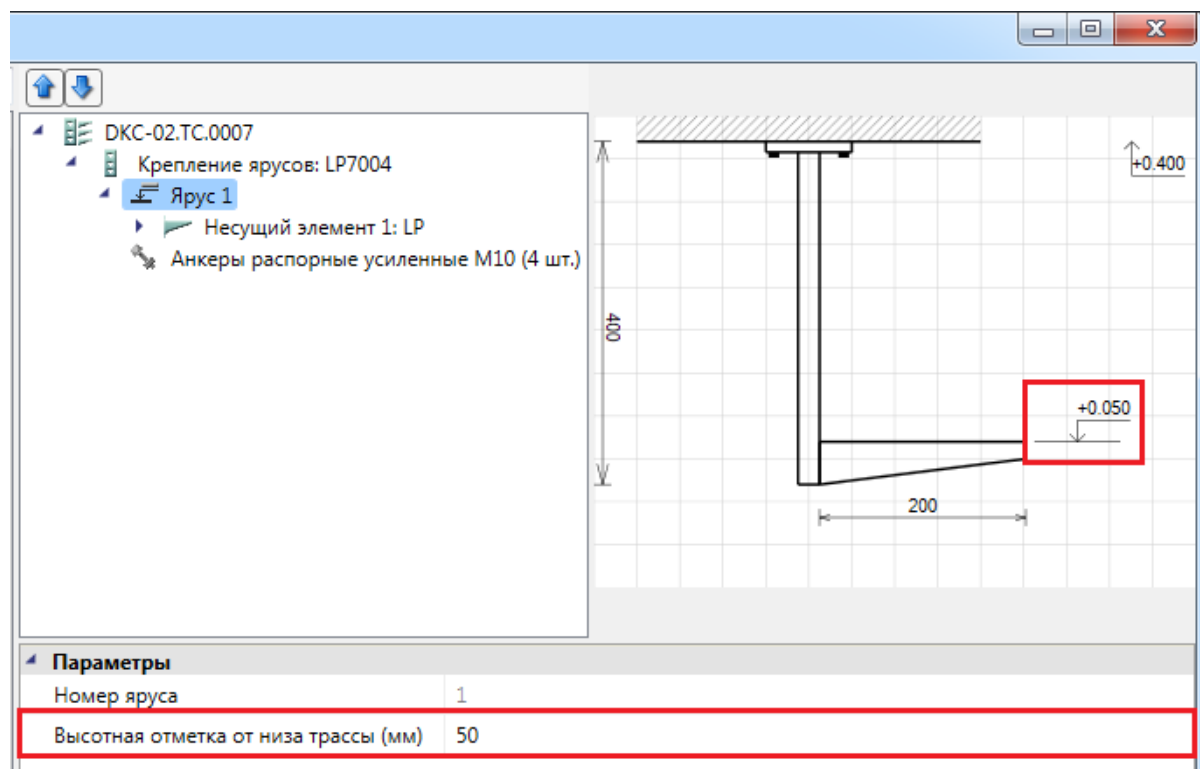 DKC-02.TC.0007
Крепление ярусов: LP7004
Ярус 1
Несущий элемент 1: LP
Анкеры распорные усиленные М10 (4 шт.)
+0.400
400
+0.050
200
Параметры
Номер яруса 1
Высотная отметка от низа трассы (мм) 50